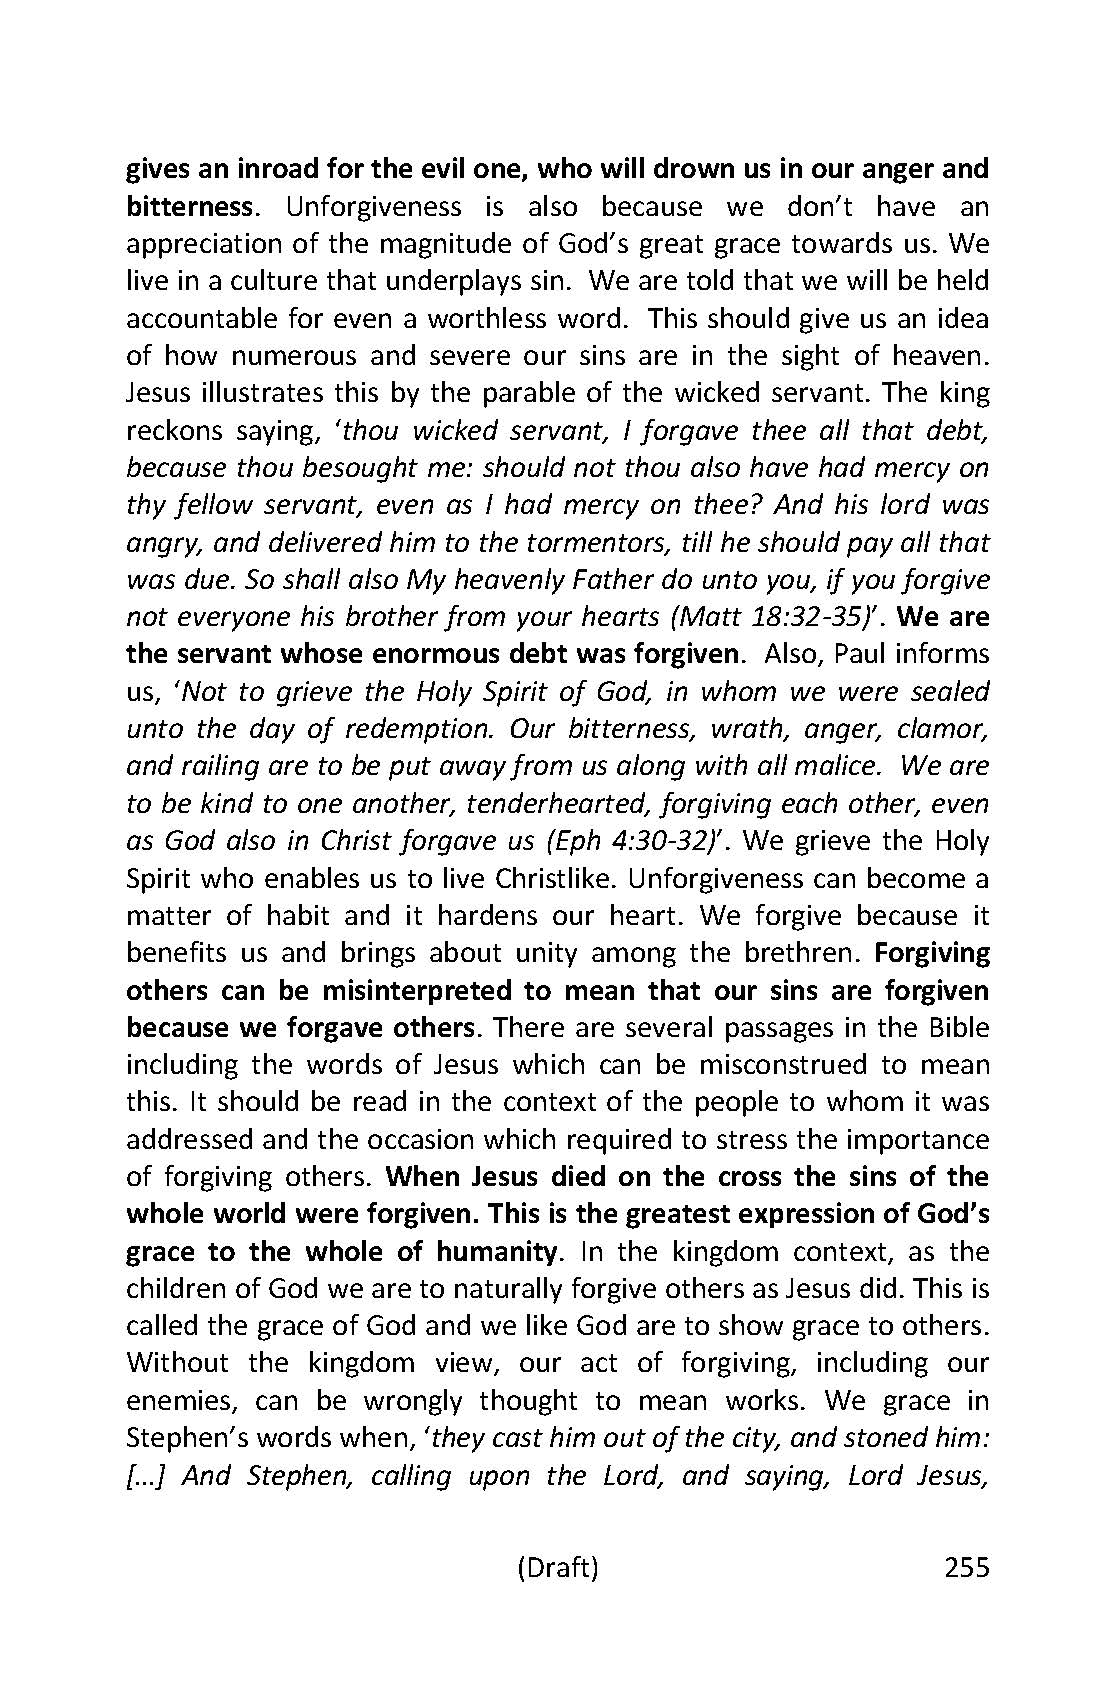 gives an inroad for the evil one, who will drown us in our anger and
bitterness. Unforgiveness is also because we don’t have an
appreciation of the magnitude of God’s great grace towards us. We
live in a culture that underplays sin. We are told that we will be held
accountable for even a worthless word. This should give us an idea
of how numerous and severe our sins are in the sight of heaven.
Jesus illustrates this by the parable of the wicked servant. The king
reckons saying, ‘thou wicked servant, I forgave thee all that debt,
because thou besought me: should not thou also have had mercy on
thy fellow servant, even as I had mercy on thee? And his lord was
angry, and delivered him to the tormentors, till he should pay all that
was due. So shall also My heavenly Father do unto you, if you forgive
not everyone his brother from your hearts (Matt 18:32-35)’. We are
the servant whose enormous debt was forgiven. Also, Paul informs
us, ‘Not to grieve the Holy Spirit of God, in whom we were sealed
unto the day of redemption. Our bitterness, wrath, anger, clamor,
and railing are to be put away from us along with all malice. We are
to be kind to one another, tenderhearted, forgiving each other, even
as God also in Christ forgave us (Eph 4:30-32)’. We grieve the Holy
Spirit who enables us to live Christlike. Unforgiveness can become a
matter of habit and it hardens our heart. We forgive because it
benefits us and brings about unity among the brethren. Forgiving
others can be misinterpreted to mean that our sins are forgiven
because we forgave others. There are several passages in the Bible
including the words of Jesus which can be misconstrued to mean
this. It should be read in the context of the people to whom it was
addressed and the occasion which required to stress the importance
of forgiving others. When Jesus died on the cross the sins of the
whole world were forgiven. This is the greatest expression of God’s
grace to the whole of humanity. In the kingdom context, as the
children of God we are to naturally forgive others as Jesus did. This is
called the grace of God and we like God are to show grace to others.
Without the kingdom view, our act of forgiving, including our
enemies, can be wrongly thought to mean works. We grace in
Stephen’s words when, ‘they cast him out of the city, and stoned him:
[…] And Stephen, calling upon the Lord, and saying, Lord Jesus,
(Draft) 255